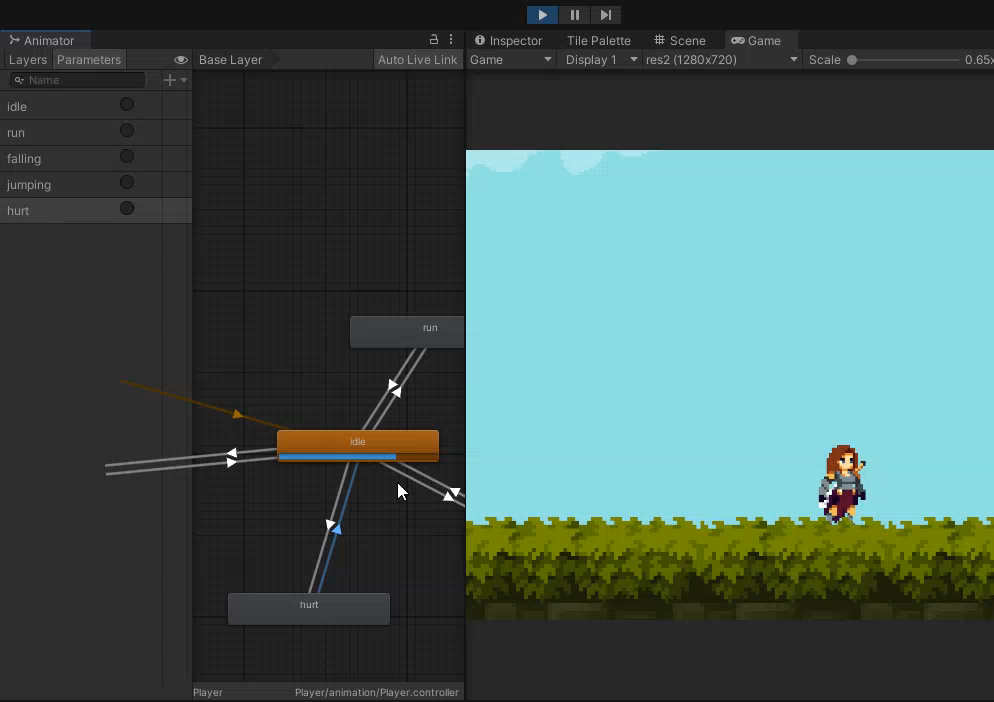 Animator
Inspector Tile Palette Scene Game
Layers Parameters Base Layer Auto Live Link
Game Display 1 res2 (1280x720) Scale 0.65x
Name
idle
run
falling
jumping
hurt
run
idle
hurt
Player Player/animation/Player.controller